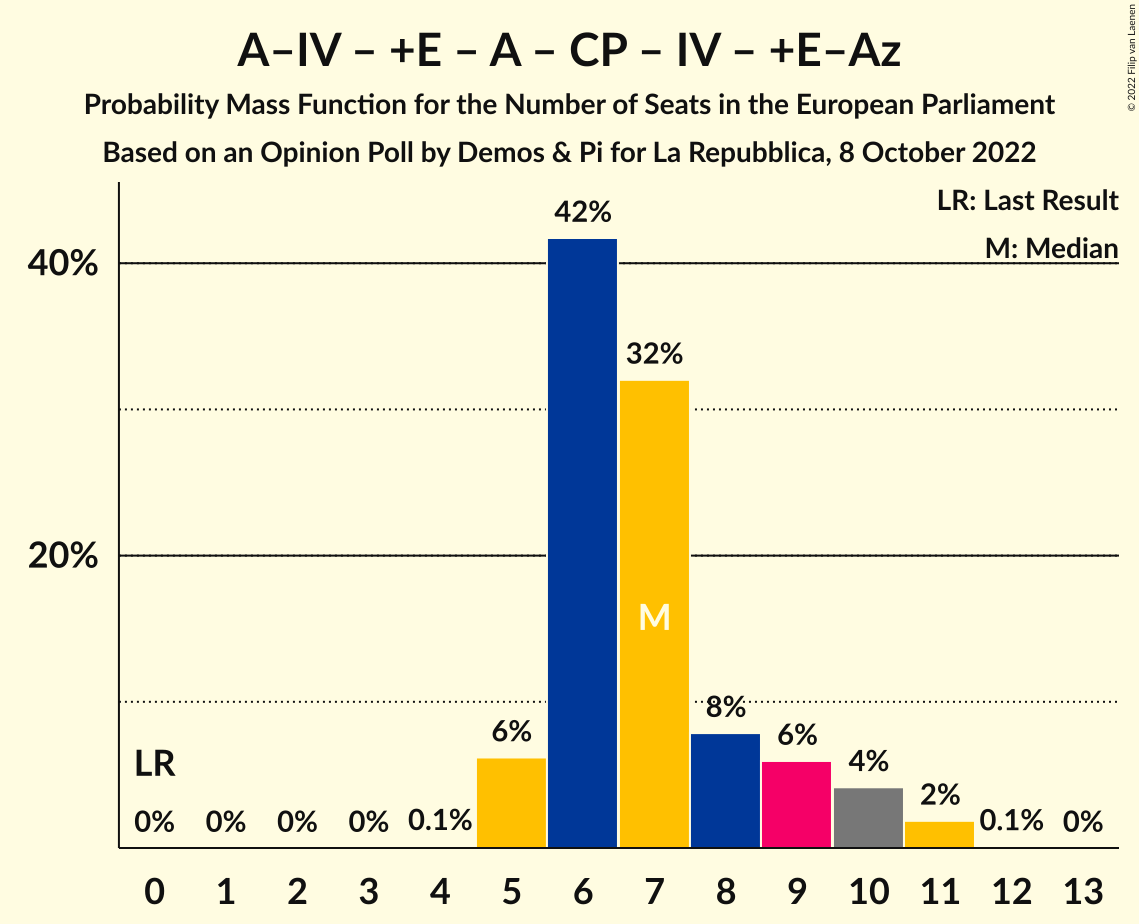 A–IV – +E – A – CP – IV – +E–Az
Probability Mass Function for the Number of Seats in the European Parliament
Based on an Opinion Poll by Demos & Pi for La Repubblica, 8 October 2022
© 2022 Filip van Laenen
LR: Last Result
M: Median
42%
40%
32%
20%
M
8%
6%
6%
LR
4%
2%
0% 0% 0% 0% 0.1% 0.1% 0%
0 1 2 3 4 5 6 7 8 9 10 11 12 13